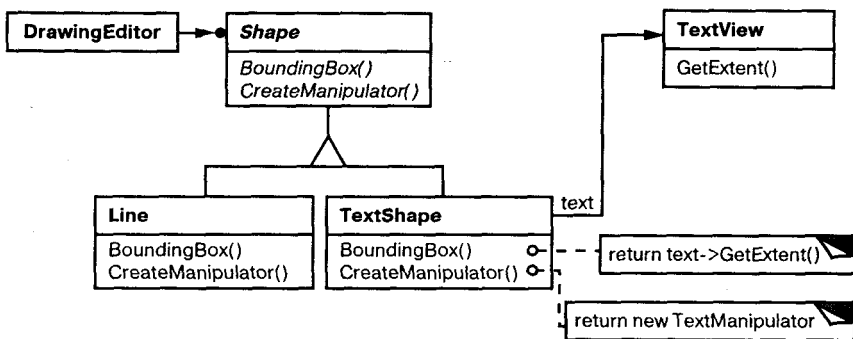 DrawingEditor
Shape
BoundingBox()
CreateManipulator()
TextView
GetExtent()
Line
BoundingBox()
CreateManipulator()
TextShape
BoundingBox()
CreateManipulator()
text
return text->GetExtent()
return new TextManipulator